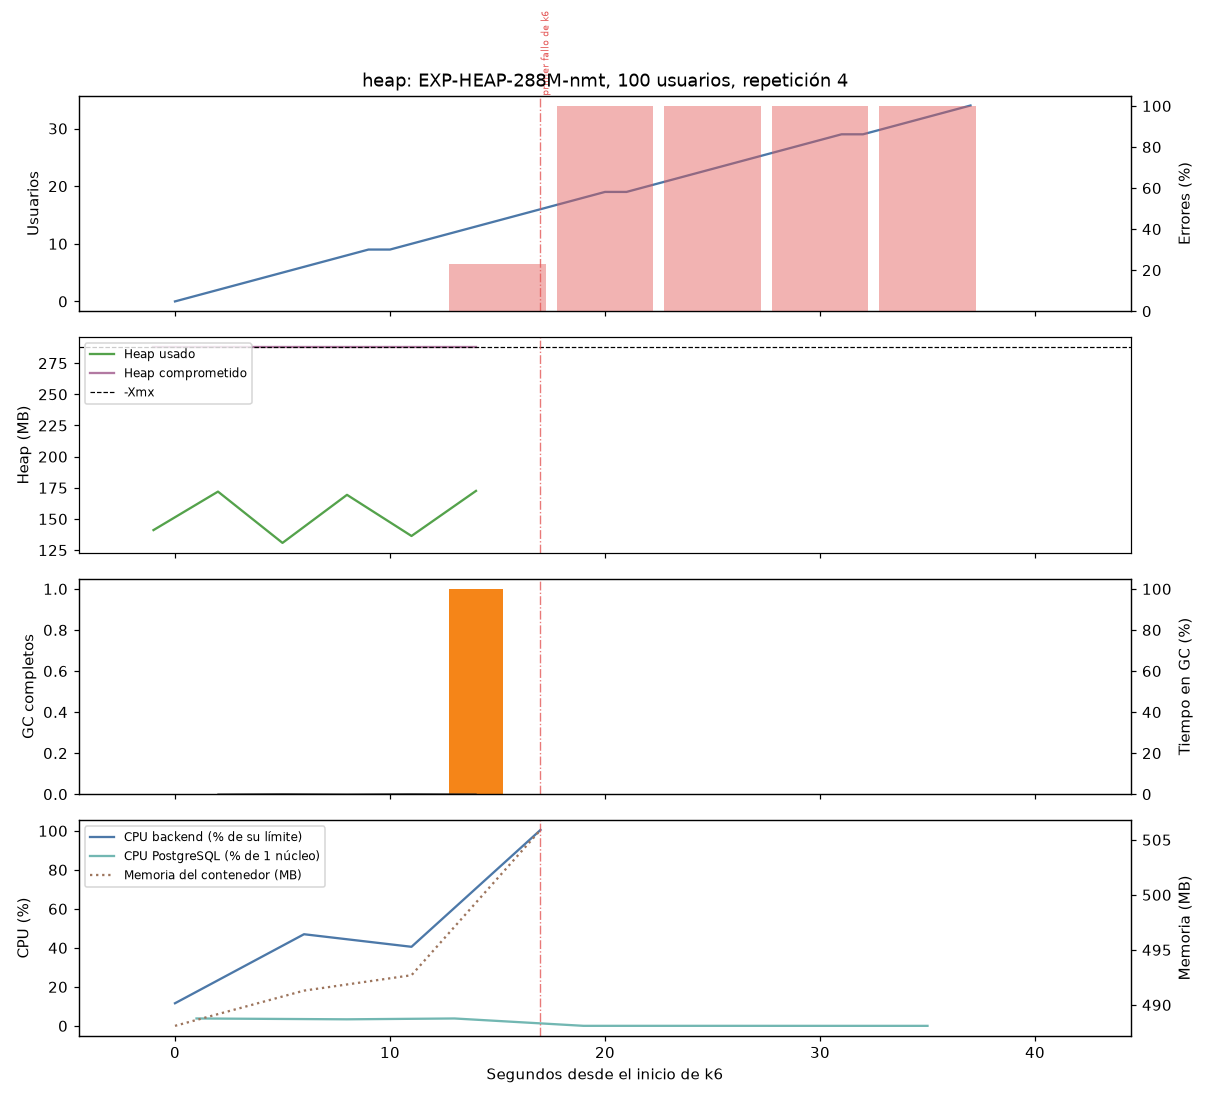 primer fallo de k6
heap: EXP-HEAP-288M-nmt, 100 usuarios, repetición 4
Usuarios
30
20
10
0
Errores (%)
100
80
60
40
20
0
Heap (MB)
275
250
225
200
175
150
125
Heap usado
Heap comprometido
-Xmx
GC completos
1.0
0.8
0.6
0.4
0.2
0.0
Tiempo en GC (%)
100
80
60
40
20
0
CPU (%)
100
80
60
40
20
0
CPU backend (% de su límite)
CPU PostgreSQL (% de 1 núcleo)
Memoria del contenedor (MB)
Memoria (MB)
505
500
495
490
0 10 20 30 40
Segundos desde el inicio de k6